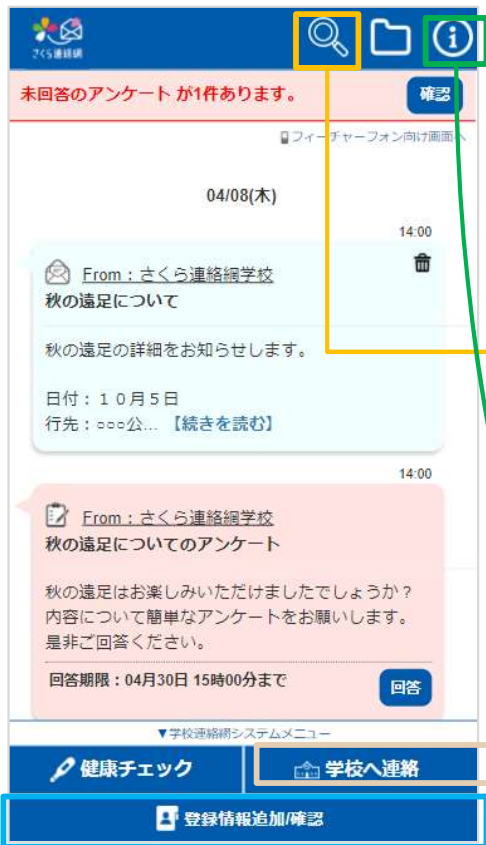 さくら連絡網
未回答のアンケート が1件あります。
確認
フィーチャーフォン向け画面へ
04/08(木)
14:00
From：さくら連絡網学校
秋の遠足について
秋の遠足の詳細をお知らせします。
日付：１０月５日
行先：○○○公... 【続きを読む】
14:00
From：さくら連絡網学校
秋の遠足についてのアンケート
秋の遠足はお楽しみいただけましたでしょうか？
内容について簡単なアンケートをお願いします。
是非ご回答ください。
回答期限：04月30日 15時00分まで
回答
▼学校連絡網システムメニュー
健康チェック
学校へ連絡
登録情報追加/確認